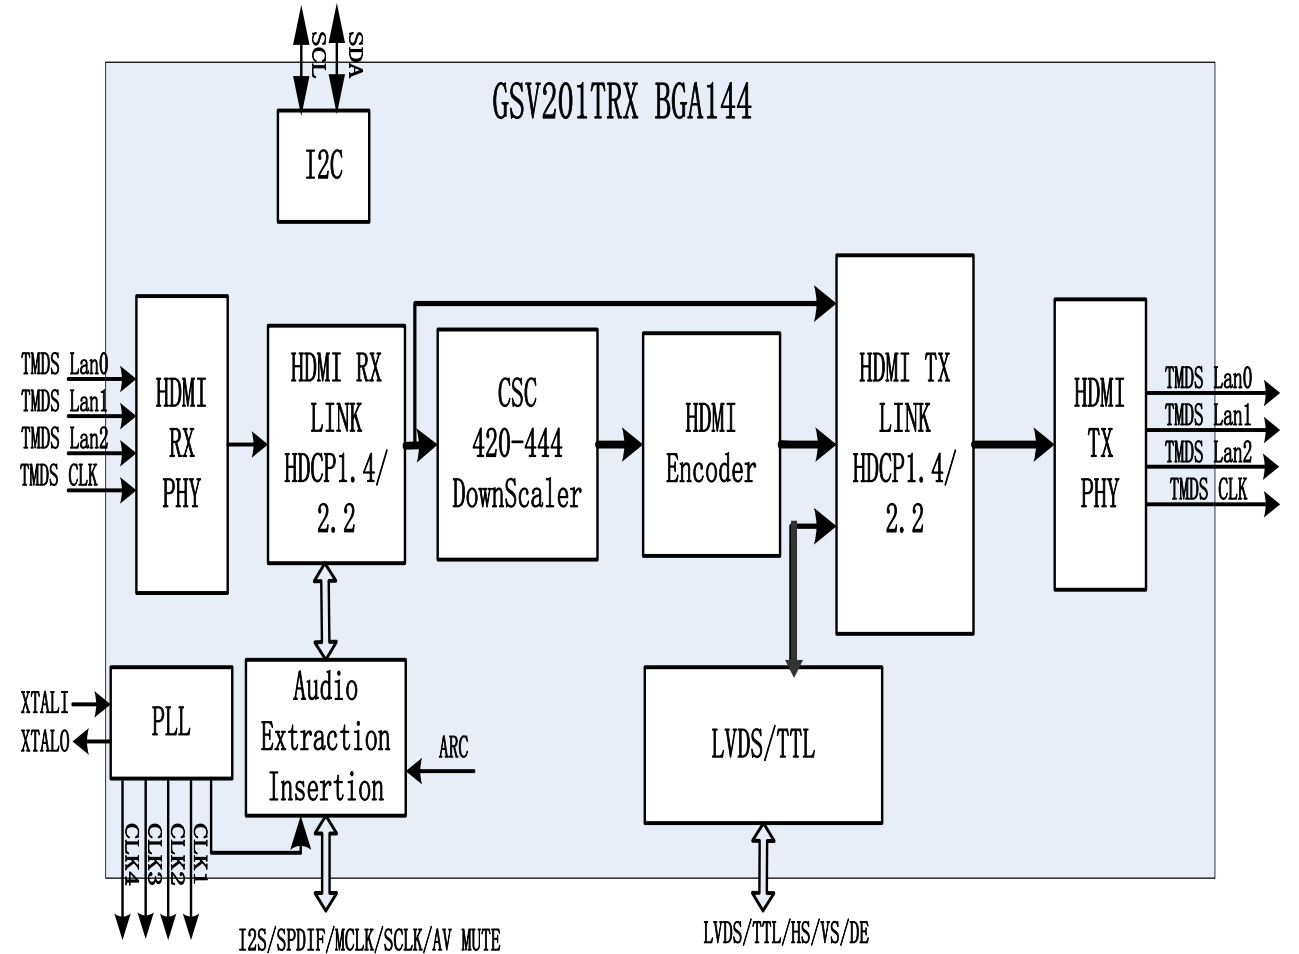 SCL
SDA
GSV201TRX BGA144
I2C
TMDS Lan0
TMDS Lan1
TMDS Lan2
TMDS CLK
HDMI
RX
PHY
HDMI RX
LINK
HDCP1.4/
2.2
CSC
420-444
DownScaler
HDMI
Encoder
HDMI TX
LINK
HDCP1.4/
2.2
HDMI
TX
PHY
TMDS Lan0
TMDS Lan1
TMDS Lan2
TMDS CLK
XTALI
XTALO
PLL
Audio
Extraction
Insertion
ARC
LVDS/TTL
CLK4
CLK3
CLK2
CLK1
I2S/SPDIF/MCLK/SCLK/AV MUTE
LVDS/TTL/HS/VS/DE